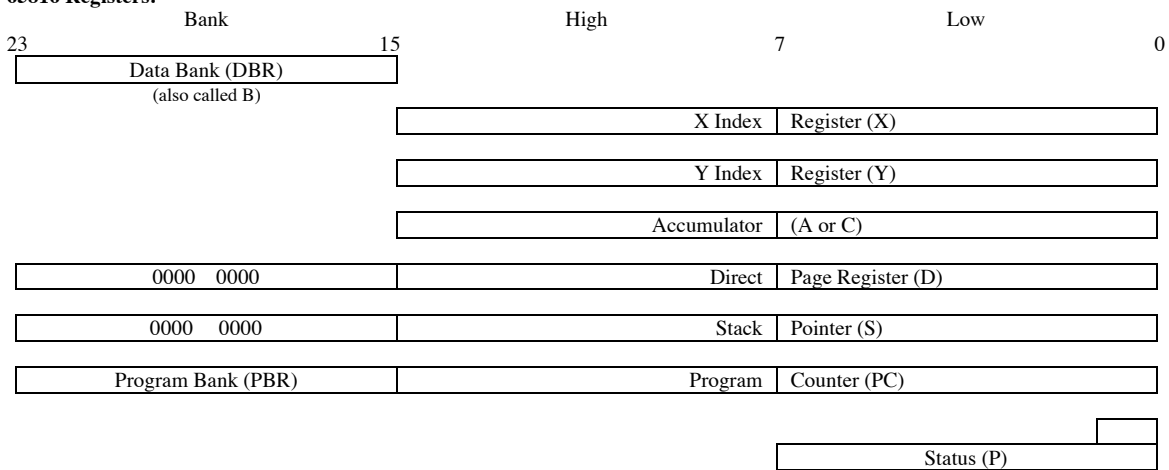 65816 Registers:
Bank High Low
23 15 7 0
Data Bank (DBR)
(also called B)
X Index Register (X)
Y Index Register (Y)
Accumulator (A or C)
0000 0000 Direct Page Register (D)
0000 0000 Stack Pointer (S)
Program Bank (PBR) Program Counter (PC)
Status (P)